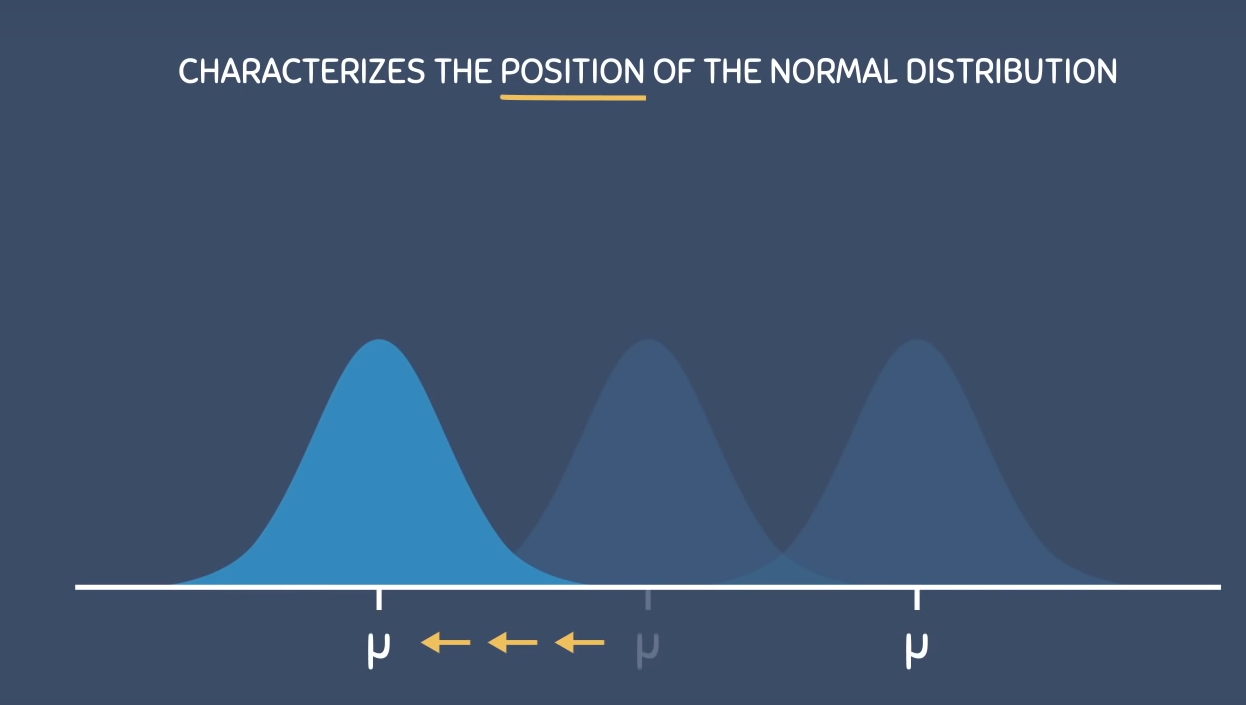 CHARACTERIZES THE POSITION OF THE NORMAL DISTRIBUTION
μ μ μ